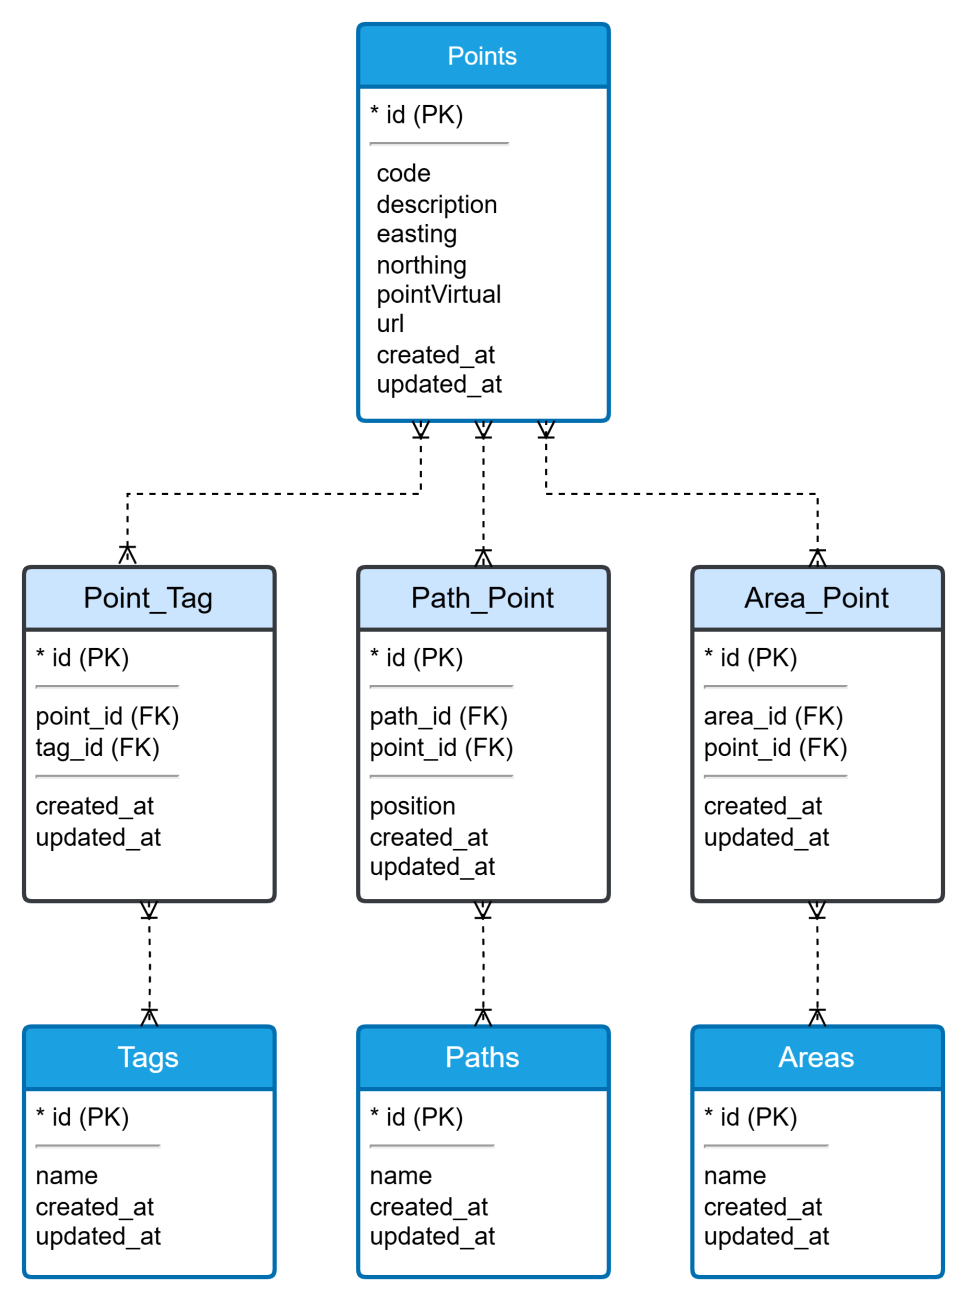 Points
* id (PK)
code
description
easting
northing
pointVirtual
url
created_at
updated_at
Point_Tag
* id (PK)
point_id (FK)
tag_id (FK)
created_at
updated_at
Path_Point
* id (PK)
path_id (FK)
point_id (FK)
position
created_at
updated_at
Area_Point
* id (PK)
area_id (FK)
point_id (FK)
created_at
updated_at
Tags
* id (PK)
name
created_at
updated_at
Paths
* id (PK)
name
created_at
updated_at
Areas
* id (PK)
name
created_at
updated_at